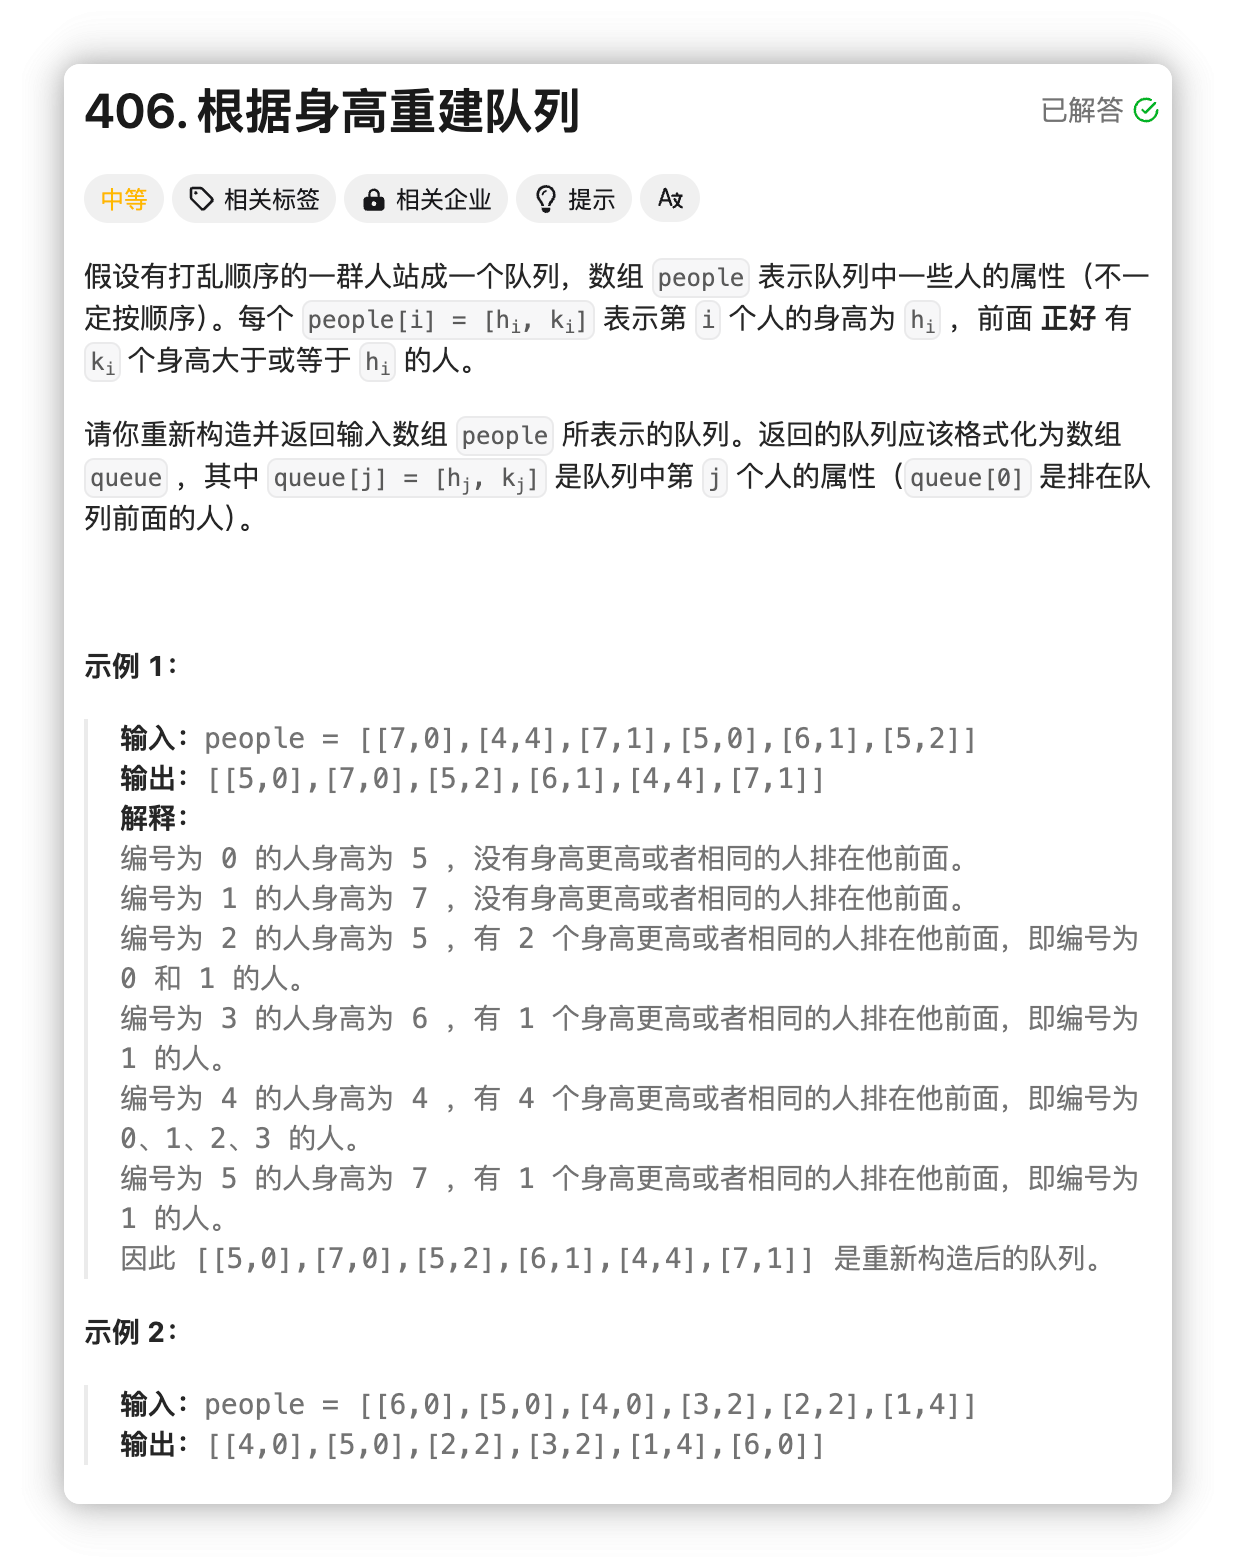 406. 根据身高重建队列
已解答
中等 相关标签 相关企业 提示 A文
假设有打乱顺序的一群人站成一个队列，数组 people 表示队列中一些人的属性（不一
定按顺序）。每个 people[i] = [hi, ki] 表示第 i 个人的身高为 hi ，前面 正好 有
ki 个身高大于或等于 hi 的人。
请你重新构造并返回输入数组 people 所表示的队列。返回的队列应该格式化为数组
queue ，其中 queue[j] = [hj, kj] 是队列中第 j 个人的属性（queue[0] 是排在队
列前面的人）。
示例 1：
输入：people = [[7,0],[4,4],[7,1],[5,0],[6,1],[5,2]]
输出：[[5,0],[7,0],[5,2],[6,1],[4,4],[7,1]]
解释：
编号为 0 的人身高为 5 ，没有身高更高或者相同的人排在他前面。
编号为 1 的人身高为 7 ，没有身高更高或者相同的人排在他前面。
编号为 2 的人身高为 5 ，有 2 个身高更高或者相同的人排在他前面，即编号为
0 和 1 的人。
编号为 3 的人身高为 6 ，有 1 个身高更高或者相同的人排在他前面，即编号为
1 的人。
编号为 4 的人身高为 4 ，有 4 个身高更高或者相同的人排在他前面，即编号为
0、1、2、3 的人。
编号为 5 的人身高为 7 ，有 1 个身高更高或者相同的人排在他前面，即编号为
1 的人。
因此 [[5,0],[7,0],[5,2],[6,1],[4,4],[7,1]] 是重新构造后的队列。
示例 2：
输入：people = [[6,0],[5,0],[4,0],[3,2],[2,2],[1,4]]
输出：[[4,0],[5,0],[2,2],[3,2],[1,4],[6,0]]